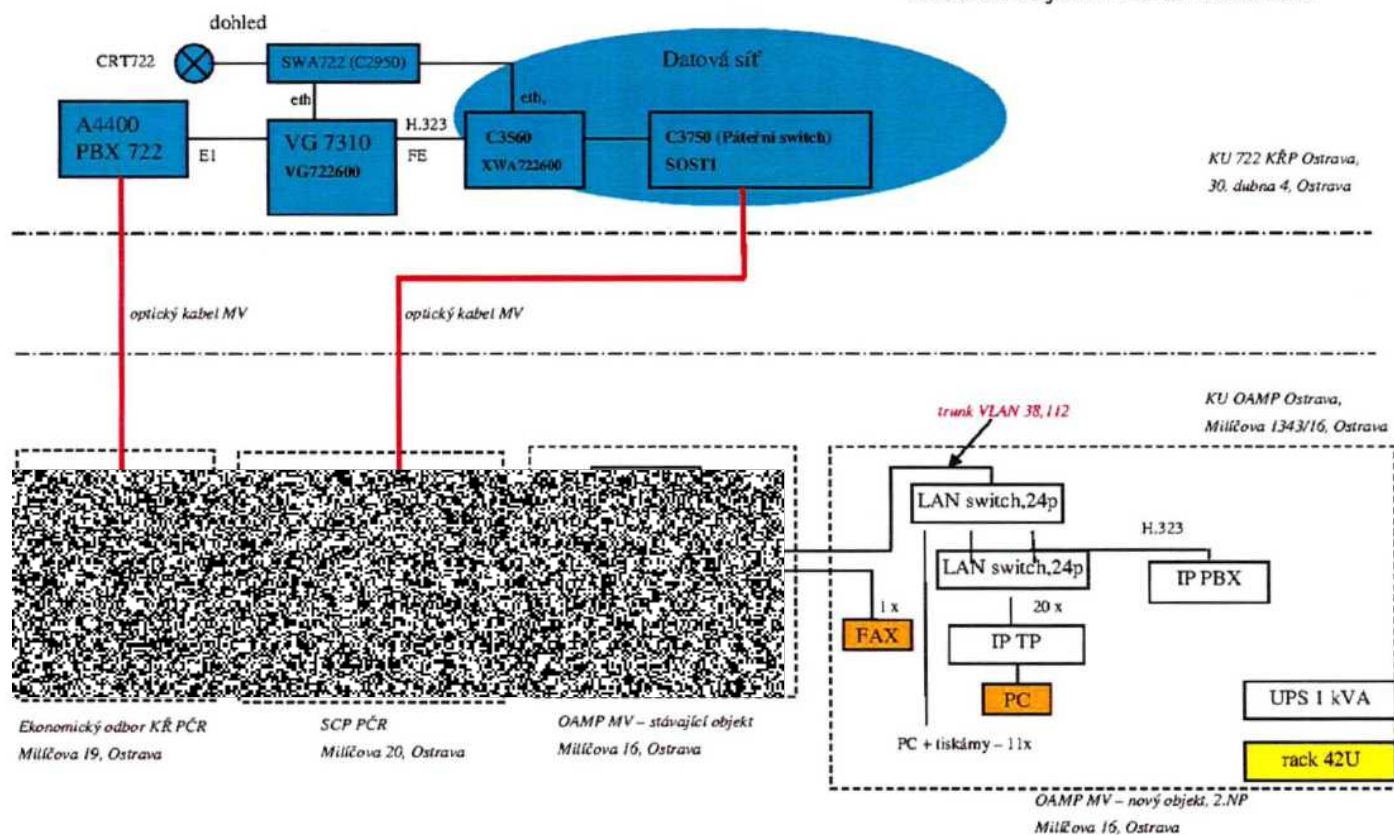 dohled
CRT722
SWA722 (C2950)
Datová síť
eth
eth,
A4400
PBX 722
E1
VG 7310
VG722600
H.323
FE
C3560
XWA722600
C3750 (Páteřní switch)
SOSTI
KU 722 KŘP Ostrava,
30. dubna 4, Ostrava
optický kabel MV
optický kabel MV
KU OAMP Ostrava,
Milíčova 1343/16, Ostrava
trunk VLAN 38,112
LAN switch,24p
H.323
LAN switch,24p
IP PBX
1 x
20 x
FAX
IP TP
PC
UPS 1 kVA
PC + tiskárny – 11x
rack 42U
Ekonomický odbor KŘ PČR
Milíčova 19, Ostrava
SCP PČR
Milíčova 20, Ostrava
OAMP MV – stávající objekt
Milíčova 16, Ostrava
OAMP MV – nový objekt, 2.NP
Milíčova 16, Ostrava